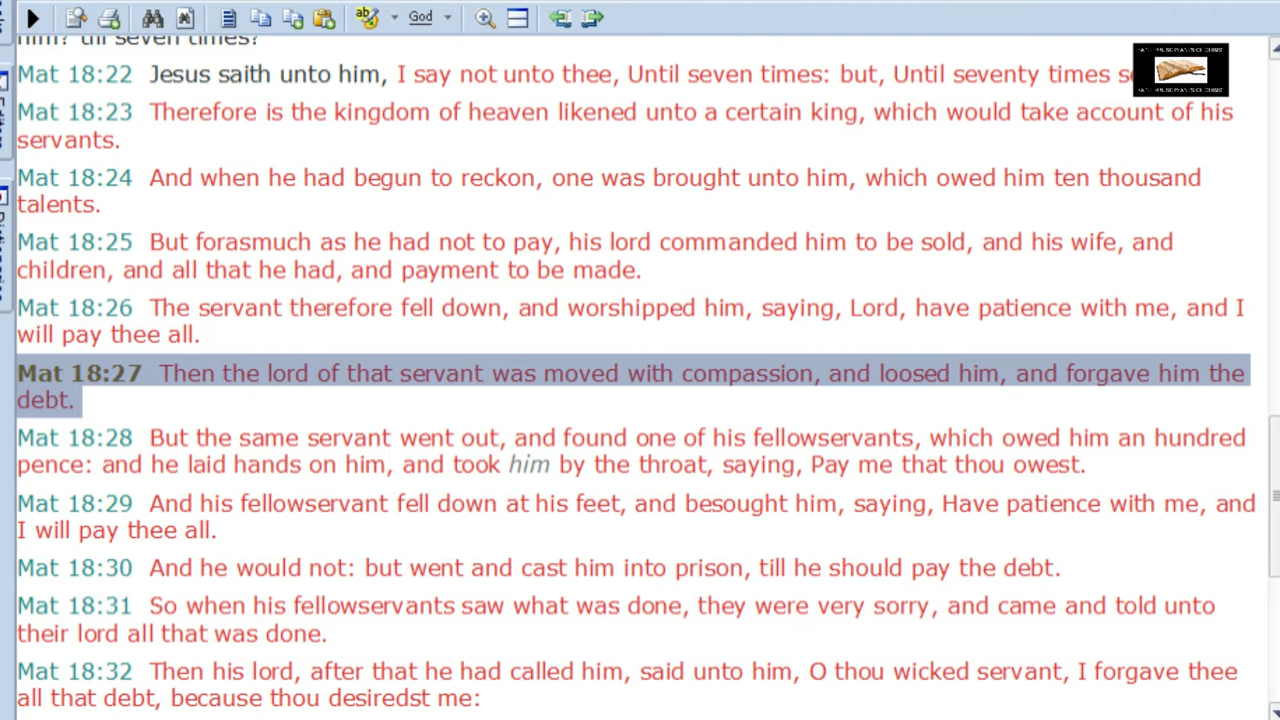 God
him? till seven times?
Mat 18:22 Jesus saith unto him, I say not unto thee, Until seven times: but, Until seventy times
Mat 18:23 Therefore is the kingdom of heaven likened unto a certain king, which would take account of his
servants.
Mat 18:24 And when he had begun to reckon, one was brought unto him, which owed him ten thousand
talents.
Mat 18:25 But forasmuch as he had not to pay, his lord commanded him to be sold, and his wife, and
children, and all that he had, and payment to be made.
Mat 18:26 The servant therefore fell down, and worshipped him, saying, Lord, have patience with me, and I
will pay thee all.
Mat 18:27 Then the lord of that servant was moved with compassion, and loosed him, and forgave him the
debt.
Mat 18:28 But the same servant went out, and found one of his fellowservants, which owed him an hundred
pence: and he laid hands on him, and took him by the throat, saying, Pay me that thou owest.
Mat 18:29 And his fellowservant fell down at his feet, and besought him, saying, Have patience with me, and
I will pay thee all.
Mat 18:30 And he would not: but went and cast him into prison, till he should pay the debt.
Mat 18:31 So when his fellowservants saw what was done, they were very sorry, and came and told unto
their lord all that was done.
Mat 18:32 Then his lord, after that he had called him, said unto him, O thou wicked servant, I forgave thee
all that debt, because thou desiredst me: